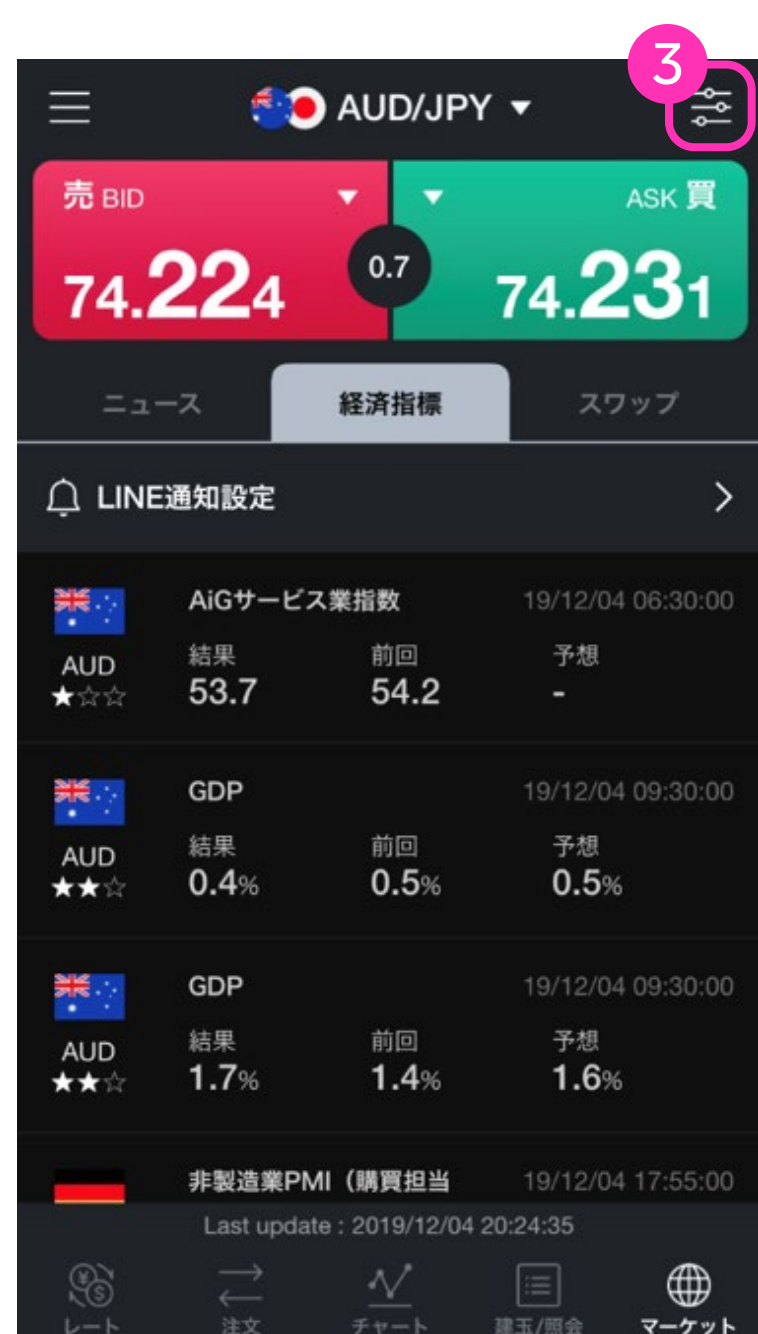 3
AUD/JPY
売 BID
ASK 買
74.224
0.7
74.231
ニュース
経済指標
スワップ
LINE通知設定
AiGサービス業指数
19/12/04 06:30:00
AUD
結果
前回
予想
★☆☆
53.7
54.2
-
GDP
19/12/04 09:30:00
AUD
結果
前回
予想
★★☆
0.4%
0.5%
0.5%
GDP
19/12/04 09:30:00
AUD
結果
前回
予想
★★☆
1.7%
1.4%
1.6%
非製造業PMI(購買担当
19/12/04 17:55:00
Last update : 2019/12/04 20:24:35
レート
注文
チャート
建玉/照会
マーケット